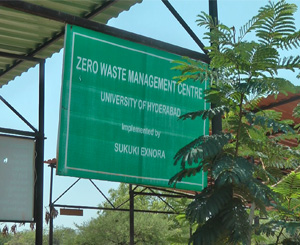 ZERO WASTE MANAGEMENT CENTRE
UNIVERSITY OF HYDERABAD
Implemented by
SUKUKI EXNORA